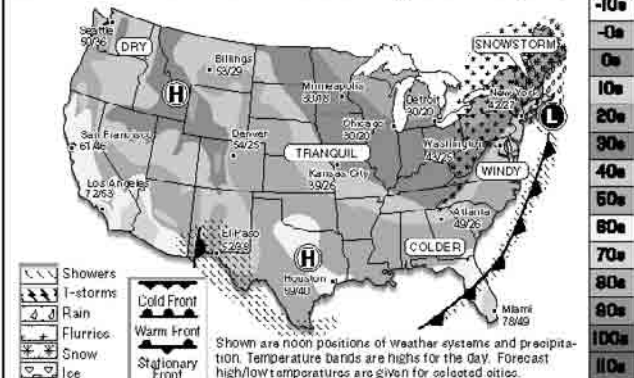 SNOWSTORM
Seattle
50/36
DRY
Billings
53/29
Minneapolis
Detroit
30/20
New York
42/27
H
L
San Francisco
61/46
Denver
54/25
Chicago
30/20
Washington
43/25
TRANQUIL
Kansas City
39/26
WINDY
Los Angeles
72/53
Atlanta
49/26
El Paso
COLDER
H
Houston
59/40
Miami
78/49
Showers
T-storms
Rain
Flurries
Snow
Ice
Cold Front
Warm Front
Stationary
Front
Shown are noon positions of weather systems and precipita-
tion. Temperature bands are highs for the day. Forecast
high/low temperatures are given for selected cities.
-10s
-0s
0s
10s
20s
30s
40s
50s
60s
70s
80s
90s
100s
110s